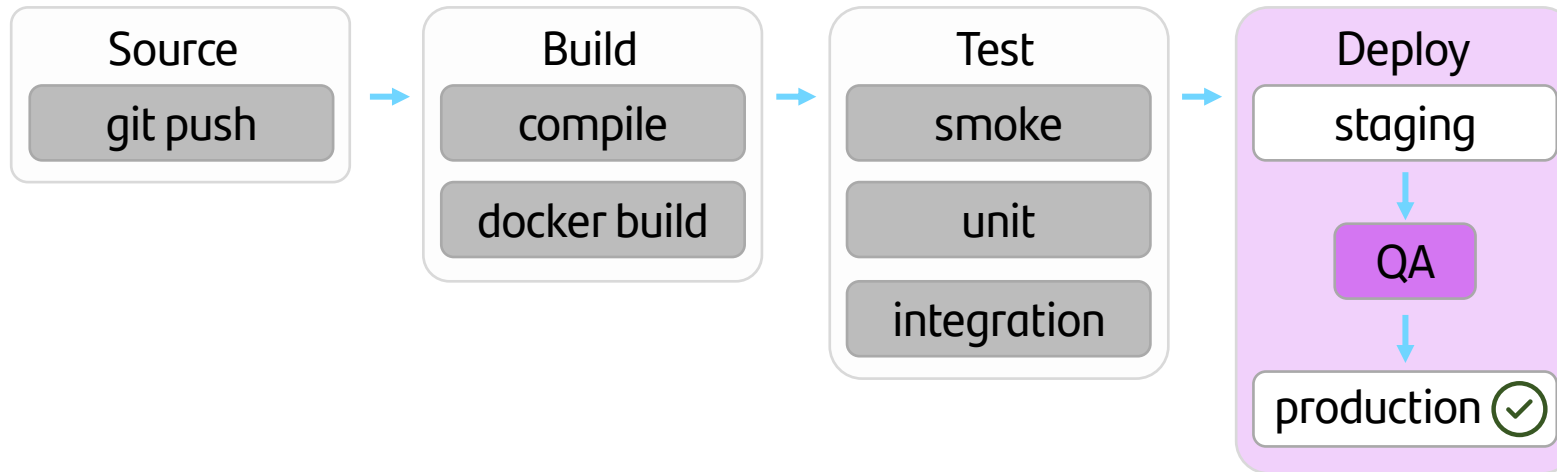 Source
git push
Build
compile
docker build
Test
smoke
unit
integration
Deploy
staging
QA
production